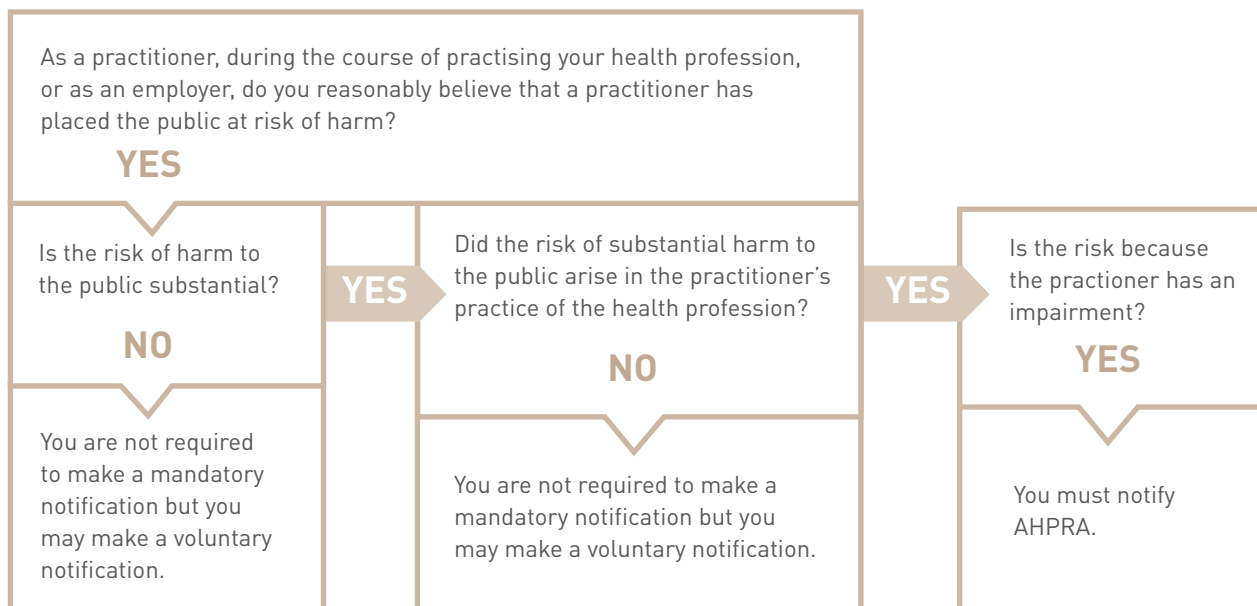 As a practitioner, during the course of practising your health profession,
or as an employer, do you reasonably believe that a practitioner has
placed the public at risk of harm?
YES
Is the risk of harm to
the public substantial?
NO
You are not required
to make a mandatory
notification but you
may make a voluntary
notification.
YES
Did the risk of substantial harm to
the public arise in the practitioner’s
practice of the health profession?
NO
You are not required to make a
mandatory notification but you
may make a voluntary notification.
YES
Is the risk because
the practioner has an
impairment?
YES
You must notify
AHPRA.